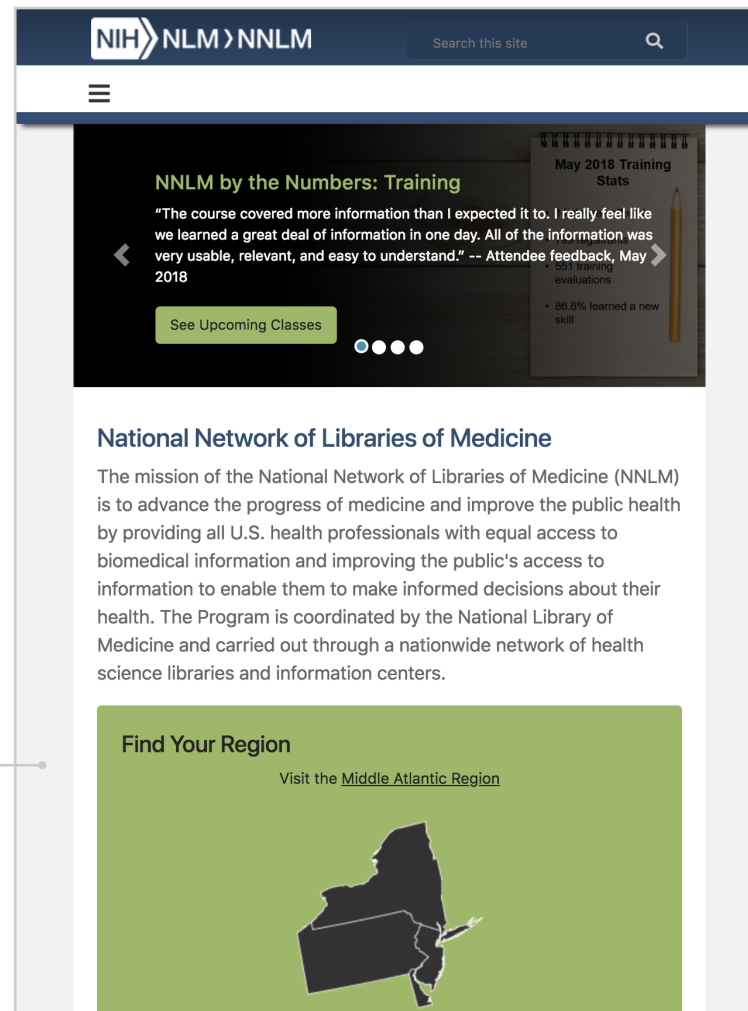 NIH NLM NNLM
Search this site
May 2018 Training
Stats
NNLM by the Numbers: Training
“The course covered more information than I expected it to. I really feel like
we learned a great deal of information in one day. All of the information was
very usable, relevant, and easy to understand.” -- Attendee feedback, May
2018
551 training
evaluations
86.8% learned a new
skill
See Upcoming Classes
National Network of Libraries of Medicine
The mission of the National Network of Libraries of Medicine (NNLM)
is to advance the progress of medicine and improve the public health
by providing all U.S. health professionals with equal access to
biomedical information and improving the public's access to
information to enable them to make informed decisions about their
health. The Program is coordinated by the National Library of
Medicine and carried out through a nationwide network of health
science libraries and information centers.
Find Your Region
Visit the Middle Atlantic Region